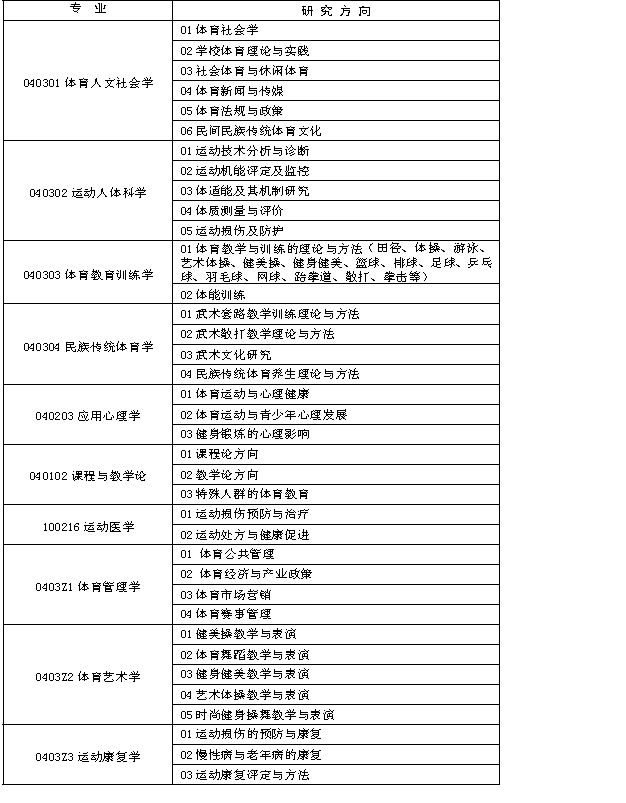 专 业
研 究 方 向
040301 体育人文社会学
01 体育社会学
02 学校体育理论与实践
03 社会体育与休闲体育
04 体育新闻与传媒
05 体育法规与政策
06 民间民族传统体育文化
040302 运动人体科学
01 运动技术分析与诊断
02 运动机能评定及监控
03 体适能及其机制研究
04 体质测量与评价
05 运动损伤及防护
040303 体育教育训练学
01 体育教学与训练的理论与方法（田径、体操、游泳、
艺术体操、健美操、健身健美、篮球、排球、足球、乒乓
球、羽毛球、网球、跆拳道、散打、拳击等）
02 体能训练
040304 民族传统体育学
01 武术套路教学训练理论与方法
02 武术散打教学理论与方法
03 武术文化研究
04 民族传统体育养生理论与方法
040203 应用心理学
01 体育运动与心理健康
02 体育运动与青少年心理发展
03 健身锻炼的心理影响
040102 课程与教学论
01 课程论方向
02 教学论方向
03 特殊人群的体育教育
100216 运动医学
01 运动损伤预防与治疗
02 运动处方与健康促进
0403Z1 体育管理学
01 体育公共管理
02 体育经济与产业政策
03 体育市场营销
04 体育赛事管理
0403Z2 体育艺术学
01 健美操教学与表演
02 体育舞蹈教学与表演
03 健身健美教学与表演
04 艺术体操教学与表演
05 时尚健身操舞教学与表演
0403Z3 运动康复学
01 运动损伤的预防与康复
02 慢性病与老年病的康复
03 运动康复评定与方法